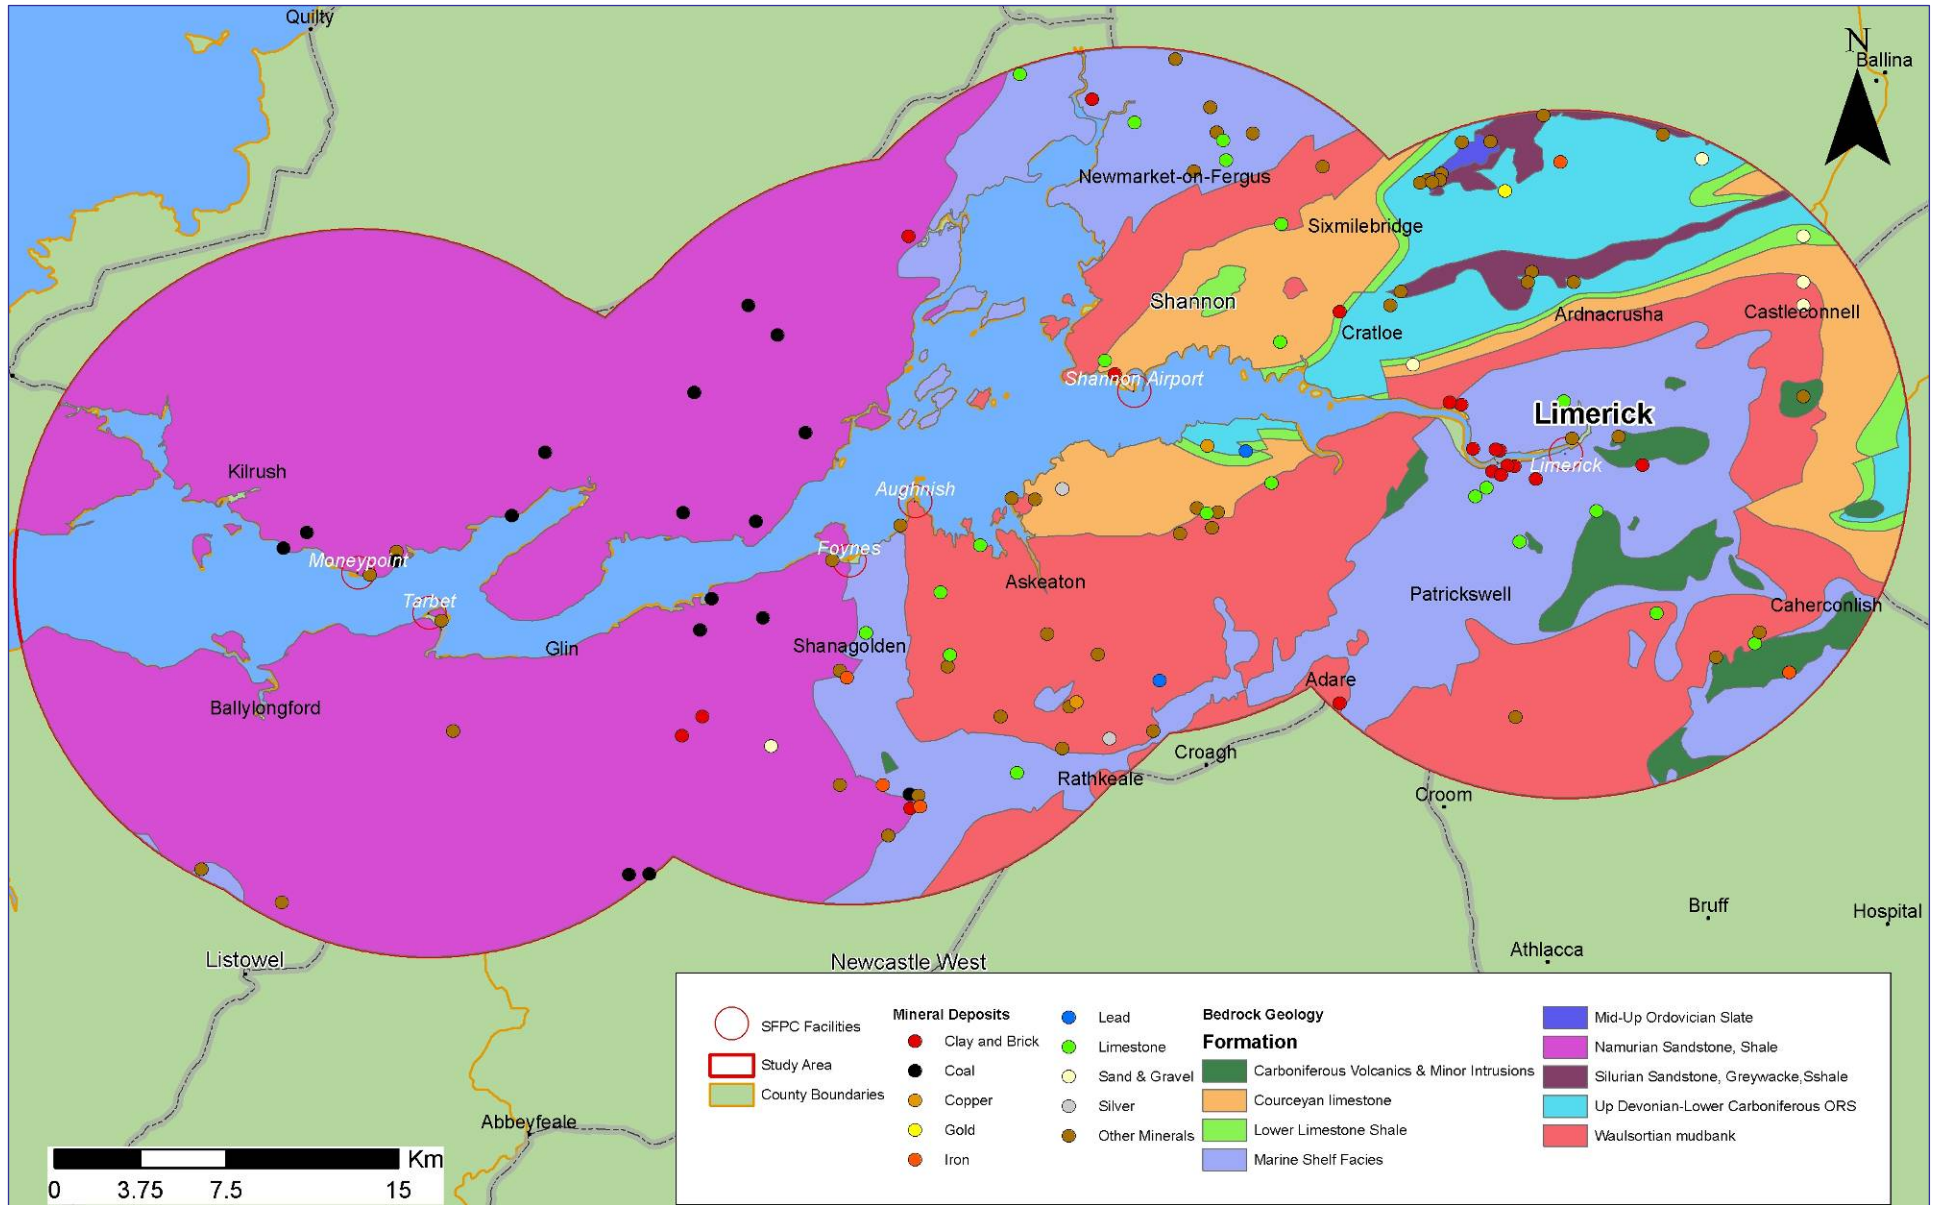 Quilty
N
Ballina
Newmarket-on-Fergus
Sixmilebridge
Shannon
Ardnacrusha
Castleconnell
Cratloe
Shannon Airport
Limerick
Kilrush
Limerick
Aughnish
Foynes
Moneypoint
Askeaton
Patrickswell
Tarbet
Caherconlish
Glin
Shanagolden
Adare
Ballylongford
Croagh
Rathkeale
Croom
Bruff
Hospital
Athlacca
Listowel
Newcastle West
Abbeyfeale
Km
0 3.75 7.5 15
SFPC Facilities
Study Area
County Boundaries
Mineral Deposits
Clay and Brick
Coal
Copper
Gold
Iron
Lead
Limestone
Sand & Gravel
Silver
Other Minerals
Bedrock Geology
Formation
Carboniferous Volcanics & Minor Intrusions
Courceyan limestone
Lower Limestone Shale
Marine Shelf Facies
Mid-Up Ordovician Slate
Namurian Sandstone, Shale
Silurian Sandstone, Greywacke,Sshale
Up Devonian-Lower Carboniferous ORS
Waulsortian mudbank